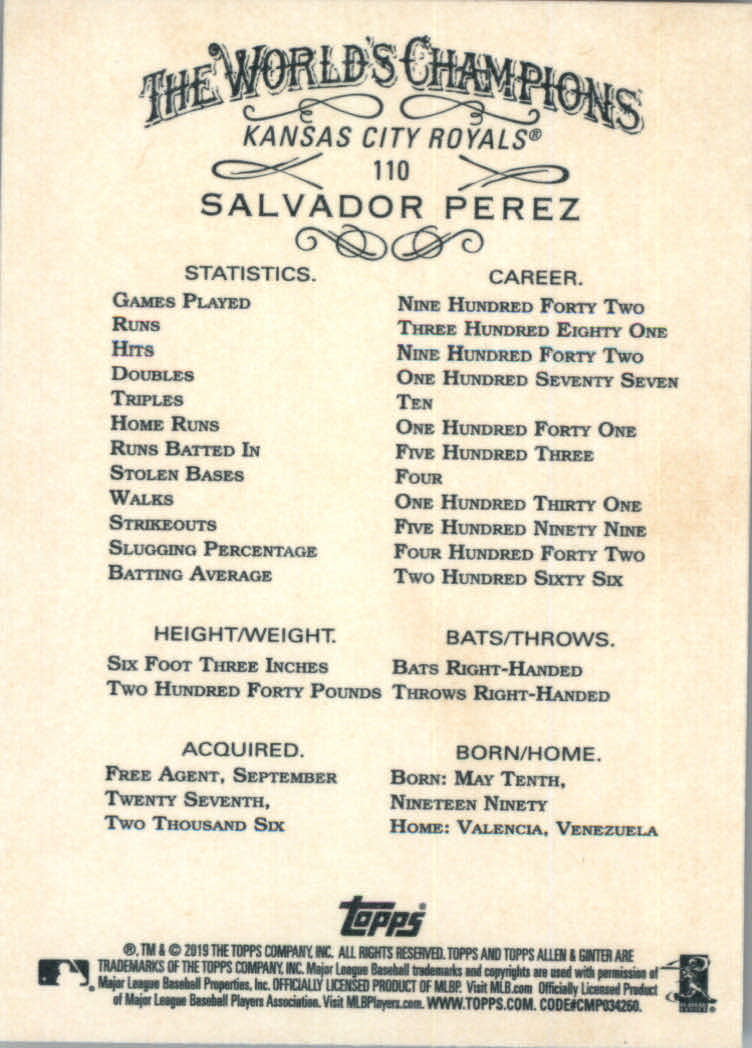 THE WORLD'S CHAMPIONS
KANSAS CITY ROYALS®
110
SALVADOR PEREZ
STATISTICS.
GAMES PLAYED
RUNS
HITS
DOUBLES
TRIPLES
HOME RUNS
RUNS BATTED IN
STOLEN BASES
WALKS
STRIKEOUTS
SLUGGING PERCENTAGE
BATTING AVERAGE
CAREER.
NINE HUNDRED FORTY TWO
THREE HUNDRED EIGHTY ONE
NINE HUNDRED FORTY TWO
ONE HUNDRED SEVENTY SEVEN
TEN
ONE HUNDRED FORTY ONE
FIVE HUNDRED THREE
FOUR
ONE HUNDRED THIRTY ONE
FIVE HUNDRED NINETY NINE
FOUR HUNDRED FORTY TWO
TWO HUNDRED SIXTY SIX
HEIGHT/WEIGHT.
SIX FOOT THREE INCHES
TWO HUNDRED FORTY POUNDS
BATS/THROWS.
BATS RIGHT-HANDED
THROWS RIGHT-HANDED
ACQUIRED.
FREE AGENT, SEPTEMBER
TWENTY SEVENTH,
TWO THOUSAND SIX
BORN/HOME.
BORN: MAY TENTH,
NINETEEN NINETY
HOME: VALENCIA, VENEZUELA
topps®
®, TM & © 2019 THE TOPPS COMPANY, INC. ALL RIGHTS RESERVED. TOPPS AND TOPPS ALLEN & GINTER ARE
TRADEMARKS OF THE TOPPS COMPANY, INC. Major League Baseball trademarks and copyrights are used with permission of
Major League Baseball Properties, Inc. OFFICIALLY LICENSED PRODUCT OF MLBP. Visit MLB.com Officially Licensed Product
of Major League Baseball Players Association. Visit MLBPlayers.com. WWW.TOPPS.COM. CODE#CMP034260.